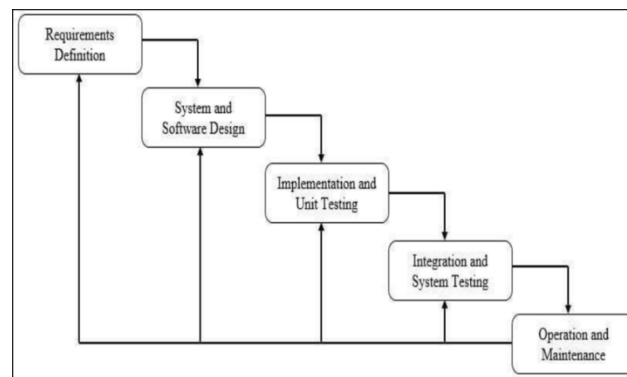 Requirements
Definition
System and
Software Design
Implementation and
Unit Testing
Integration and
System Testing
Operation and
Maintenance